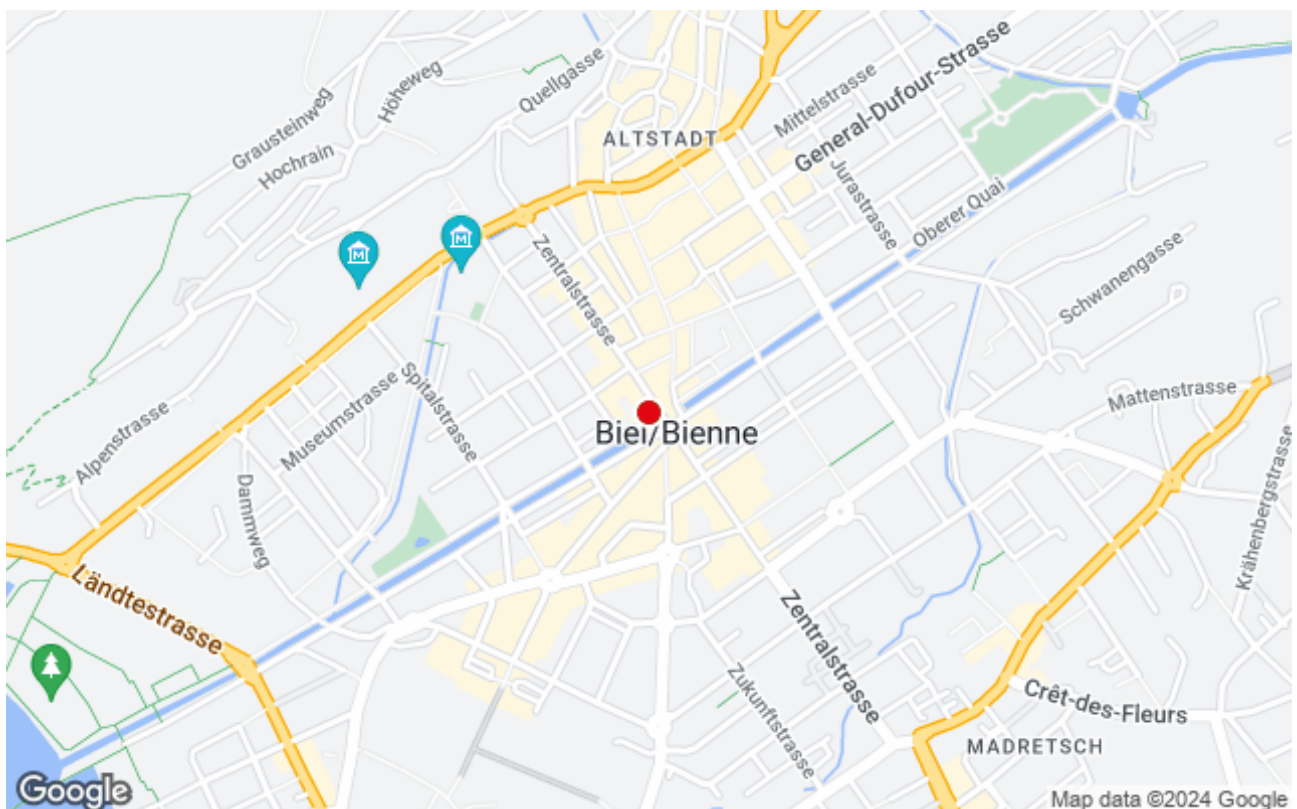 General-Dufour-Strasse
Quellgasse
Höheweg
Mittelstrasse
Grausteinweg
ALTSTADT
Hochrain
Jurastrasse
Oberer Quai
Zentralstrasse
Schwanengasse
Museumstrasse
Spitalstrasse
Mattenstrasse
Alpenstrasse
Biel/Bienne
Dammweg
Krähenbergstrasse
Ländtestrasse
Zentralstrasse
Zukunftstrasse
Crêt-des-Fleurs
MADRETSCH
Google
Map data ©2024 Google